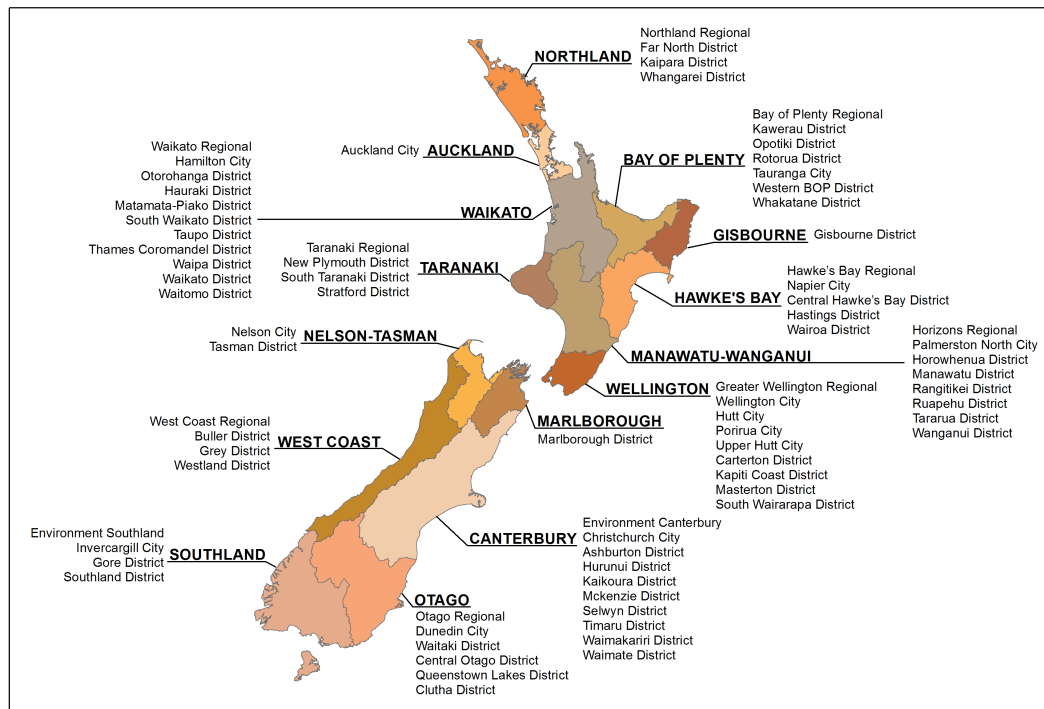 NORTHLAND
Northland Regional
Far North District
Kaipara District
Whangarei District
AUCKLAND
Auckland City
BAY OF PLENTY
Bay of Plenty Regional
Kawerau District
Opotiki District
Rotorua District
Tauranga City
Western BOP District
Whakatane District
WAIKATO
Waikato Regional
Hamilton City
Otorohanga District
Hauraki District
Matamata-Piako District
South Waikato District
Taupo District
Thames Coromandel District
Waipa District
Waikato District
Waitomo District
GISBOURNE
Gisbourne District
TARANAKI
Taranaki Regional
New Plymouth District
South Taranaki District
Stratford District
HAWKE'S BAY
Hawke's Bay Regional
Napier City
Central Hawke's Bay District
Hastings District
Wairoa District
NELSON-TASMAN
Nelson City
Tasman District
MANAWATU-WANGANUI
Horizons Regional
Palmerston North City
Horowhenua District
Manawatu District
Rangitikei District
Ruapehu District
Tararua District
Wanganui District
WELLINGTON
Greater Wellington Regional
Wellington City
Hutt City
Porirua City
Upper Hutt City
Carterton District
Kapiti Coast District
Masterton District
South Wairarapa District
MARLBOROUGH
Marlborough District
WEST COAST
West Coast Regional
Buller District
Grey District
Westland District
CANTERBURY
Environment Canterbury
Christchurch City
Ashburton District
Hurunui District
Kaikoura District
Mckenzie District
Selwyn District
Timaru District
Waimakariri District
Waimate District
SOUTHLAND
Environment Southland
Invercargill City
Gore District
Southland District
OTAGO
Otago Regional
Dunedin City
Waitaki District
Central Otago District
Queenstown Lakes District
Clutha District